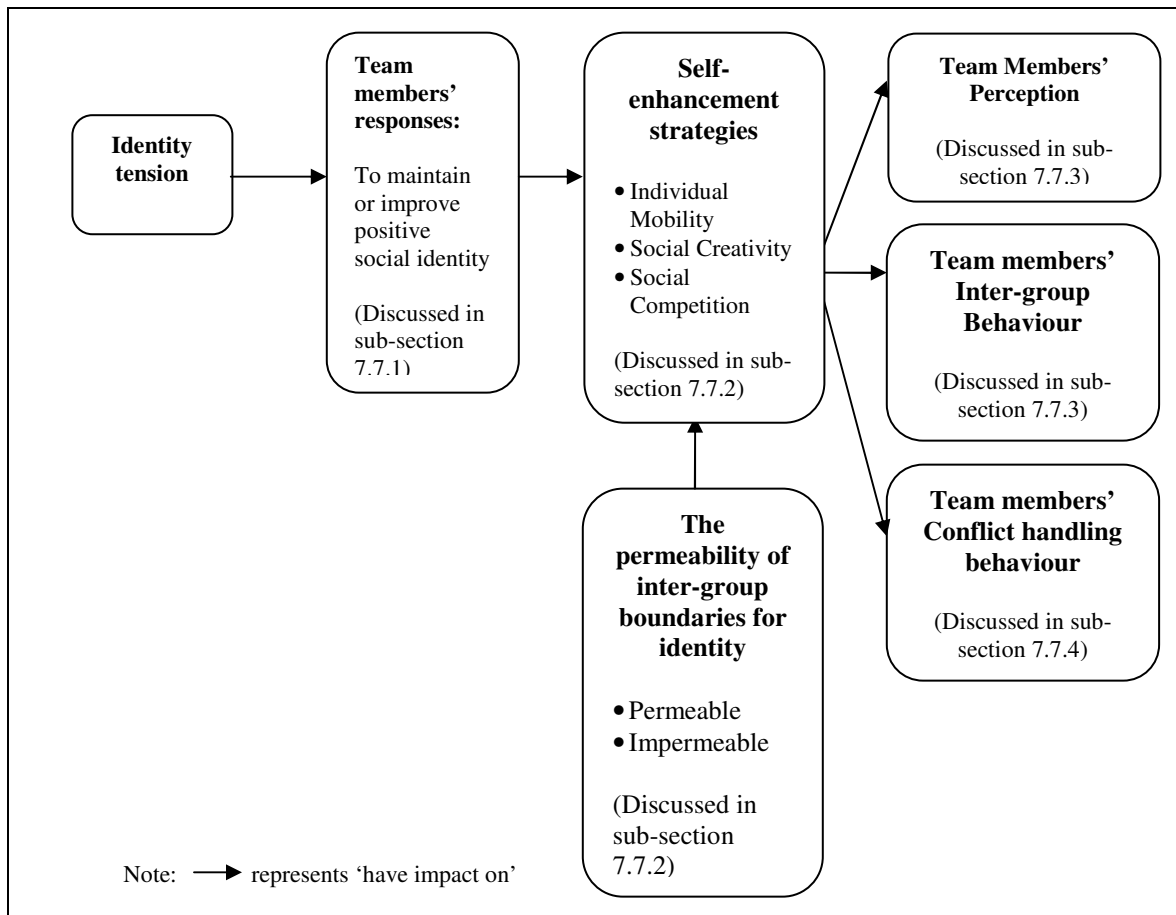 Identity
tension
Team
members’
responses:
To maintain
or improve
positive
social identity
(Discussed in
sub-section
7.7.1)
Self-
enhancement
strategies
• Individual
Mobility
• Social Creativity
• Social
Competition
(Discussed in sub-
section 7.7.2)
The
permeability of
inter-group
boundaries for
identity
• Permeable
• Impermeable
(Discussed in
sub-section
7.7.2)
Team Members’
Perception
(Discussed in sub-
section 7.7.3)
Team members’
Inter-group
Behaviour
(Discussed in sub-
section 7.7.3)
Team members’
Conflict handling
behaviour
(Discussed in sub-
section 7.7.4)
Note: → represents ‘have impact on’